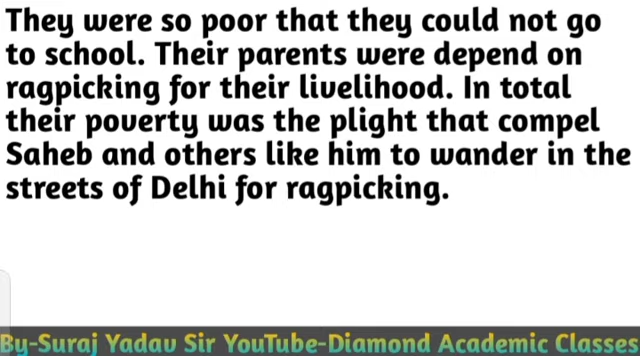 They were so poor that they could not go
to school. Their parents were depend on
ragpicking for their livelihood. In total
their poverty was the plight that compel
Saheb and others like him to wander in the
streets of Delhi for ragpicking.
By-Suraj Yadav Sir YouTube-Diamond Academic Classes